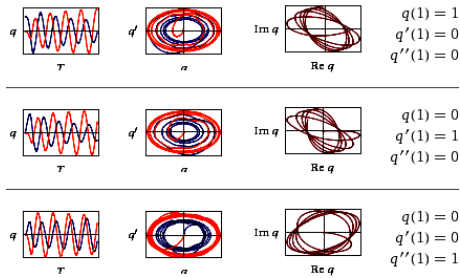 q
T
q′
q
Im q
Re q
q(1) = 1
q′(1) = 0
q′′(1) = 0
q
T
q′
q
Im q
Re q
q(1) = 0
q′(1) = 1
q′′(1) = 0
q
T
q′
q
Im q
Re q
q(1) = 0
q′(1) = 0
q′′(1) = 1